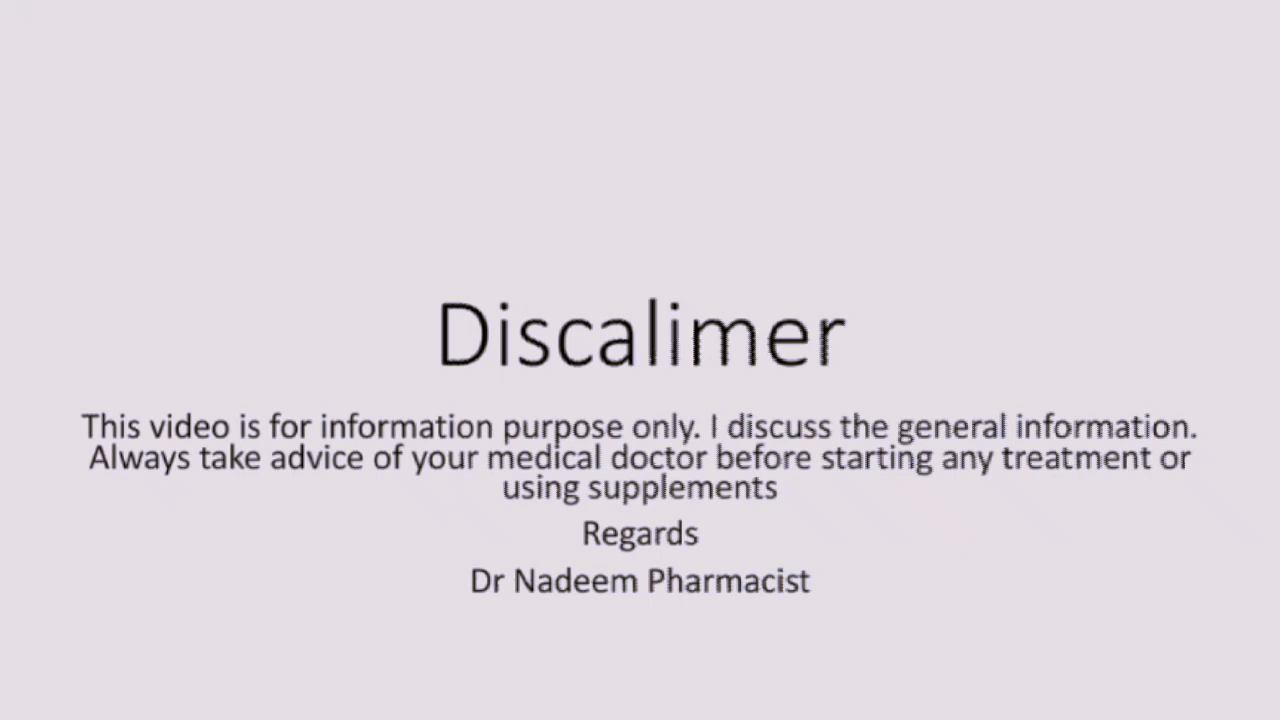 Discalimer
This video is for information purpose only. I discuss the general information.
Always take advice of your medical doctor before starting any treatment or
using supplements
Regards
Dr Nadeem Pharmacist